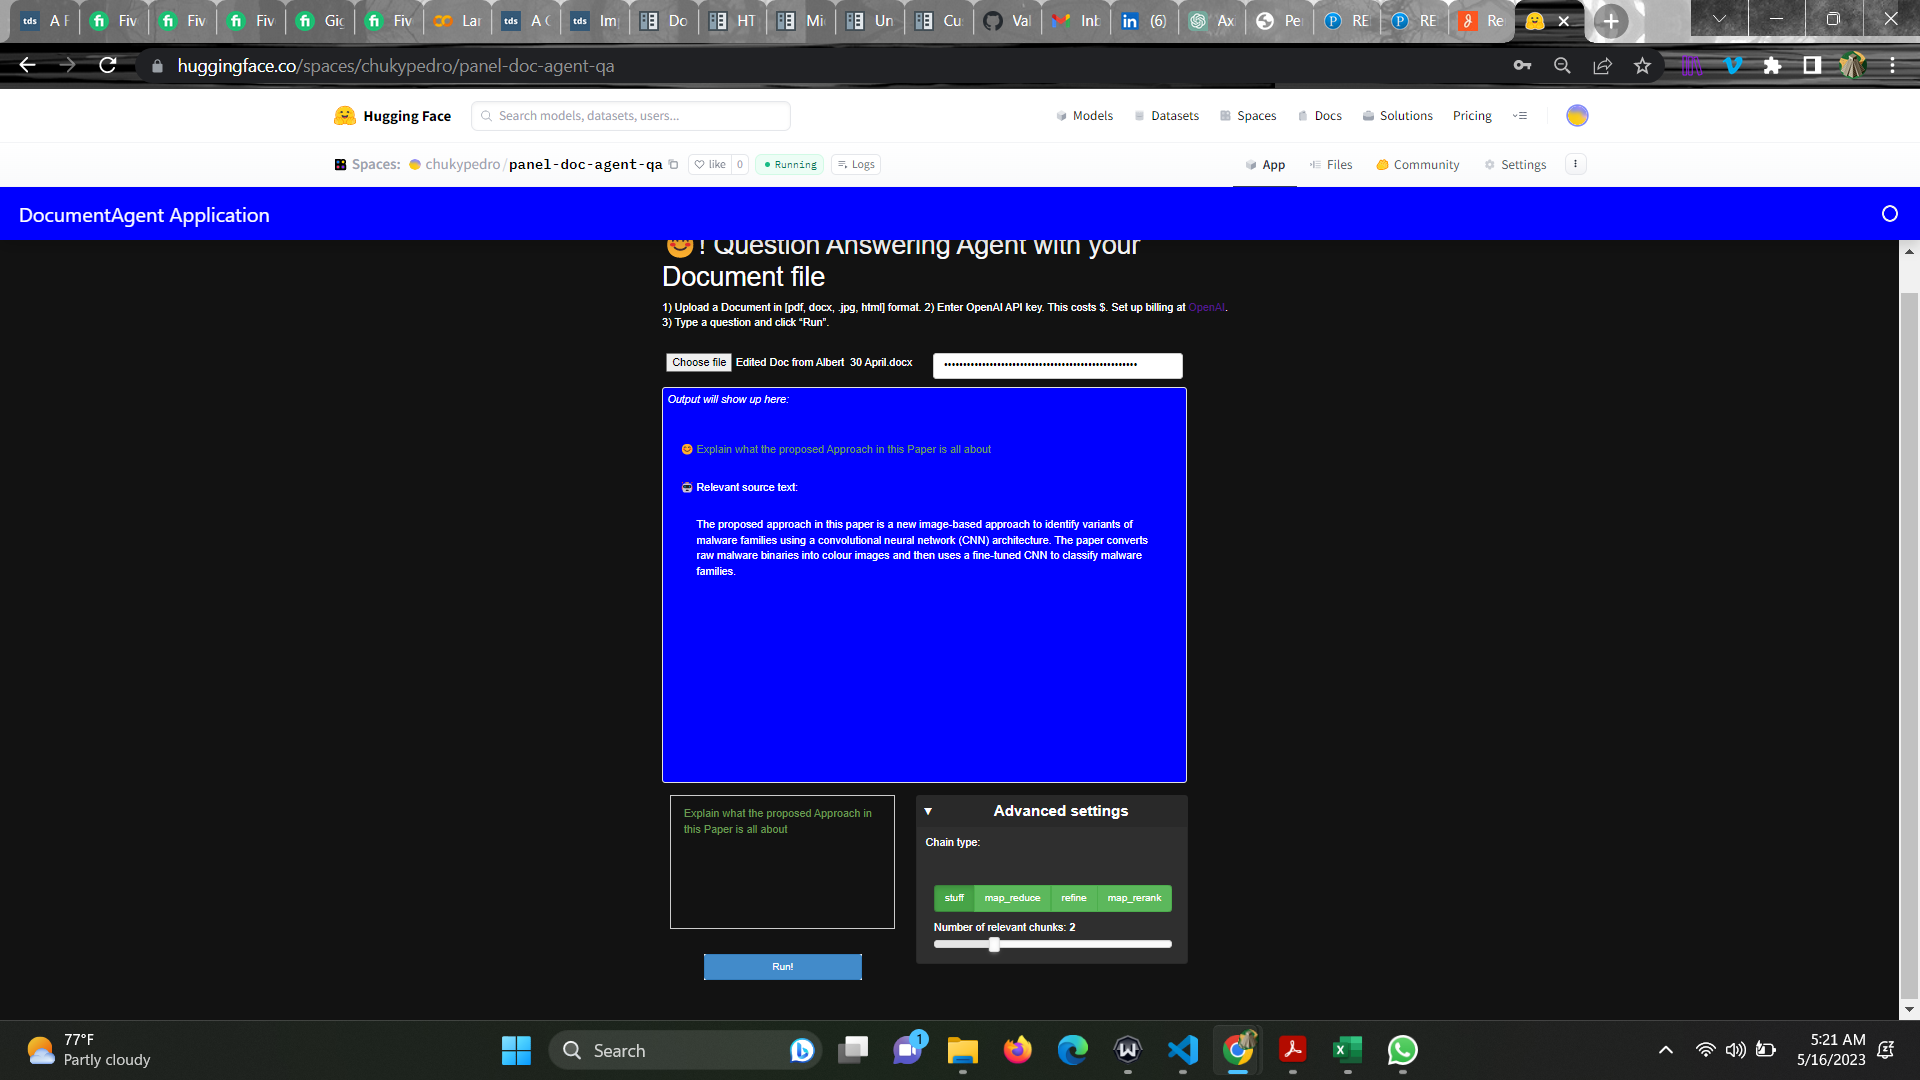 A F
Fiv
Fiv
Fiv
Gig
Fiv
Lar
A C
Im
Do
HT
Mi
Un
Cu
Val
Inb
(6)
Ax
Pe
RE
RE
Re
huggingface.co/spaces/chukypedro/panel-doc-agent-qa
Hugging Face
Search models, datasets, users...
Models
Datasets
Spaces
Docs
Solutions
Pricing
Spaces:
chukypedro/panel-doc-agent-qa
like 0
Running
Logs
App
Files
Community
Settings
DocumentAgent Application
! Question Answering Agent with your
Document file
1) Upload a Document in [pdf, docx, .jpg, html] format. 2) Enter OpenAI API key. This costs $. Set up billing at OpenAI.
3) Type a question and click “Run”.
Choose file Edited Doc from Albert 30 April.docx
Output will show up here:
Explain what the proposed Approach in this Paper is all about
Relevant source text:
The proposed approach in this paper is a new image-based approach to identify variants of
malware families using a convolutional neural network (CNN) architecture. The paper converts
raw malware binaries into colour images and then uses a fine-tuned CNN to classify malware
families.
Explain what the proposed Approach in
this Paper is all about
Run!
Advanced settings
Chain type:
stuff
map_reduce
refine
map_rerank
Number of relevant chunks: 2
77°F
Partly cloudy
Search
1
5:21 AM
5/16/2023